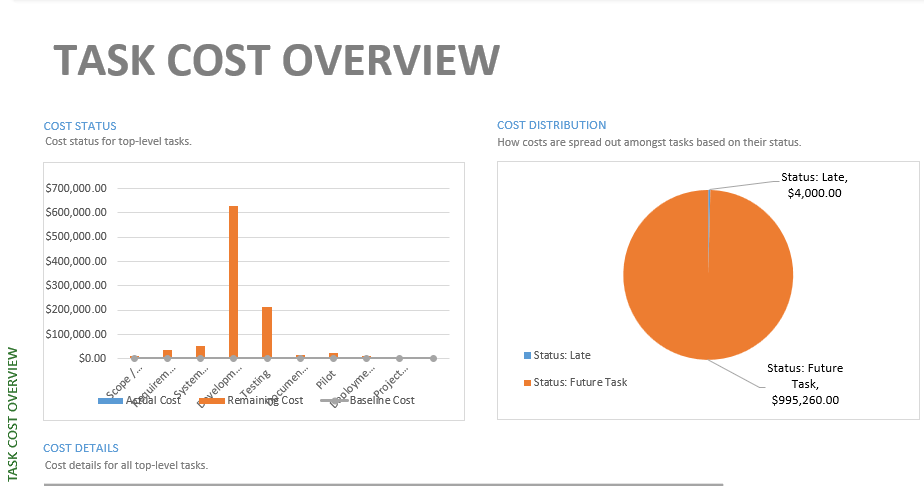 TASK COST OVERVIEW
COST STATUS
Cost status for top-level tasks.
$700,000.00
$600,000.00
$500,000.00
$400,000.00
$300,000.00
$200,000.00
$100,000.00
$0.00
Scope /...
Requirem...
System...
Developm...
Testing
Documen...
Pilot
Deployme...
Project...
Actual Cost
Remaining Cost
Baseline Cost
COST DISTRIBUTION
How costs are spread out amongst tasks based on their status.
Status: Late,
$4,000.00
Status: Late
Status: Future Task
Status: Future
Task,
$995,260.00
TASK COST OVERVIEW
COST DETAILS
Cost details for all top-level tasks.